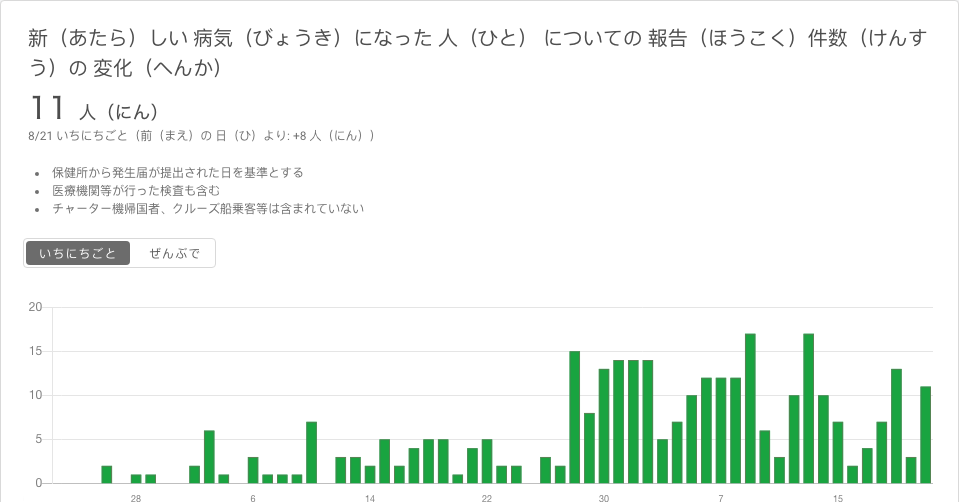 新（あたら）しい 病気（びょうき）になった 人（ひと） についての 報告（ほうこく）件数（けんす
う）の 変化（へんか）
11 人（にん）
8/21 いちにちごと（前（まえ）の 日（ひ）より: +8 人（にん））
• 保健所から発生届が提出された日を基準とする
• 医療機関等が行った検査も含む
• チャーター機帰国者、クルーズ船乗客等は含まれていない
いちにちごと ぜんぶで
20
15
10
5
0
28 6 14 22 30 7 15